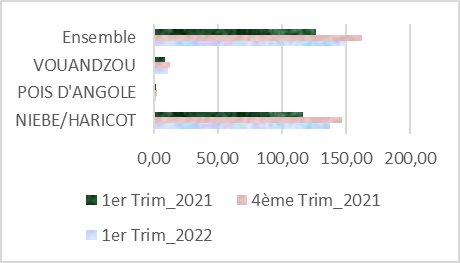 Ensemble
VOUANDZOU
POIS D'ANGOLE
NIEBE/HARICOT
0,00 50,00 100,00 150,00 200,00
1er Trim_2021 4ème Trim_2021
1er Trim_2022